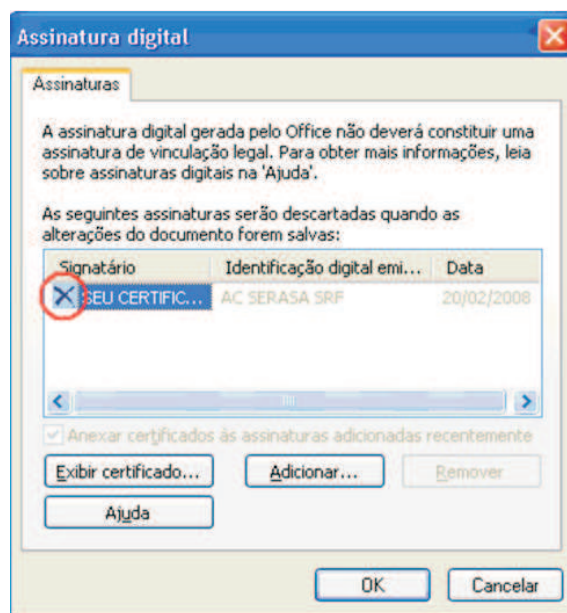 Assinatura digital
Assinaturas
A assinatura digital gerada pelo Office não deverá constituir uma
assinatura de vinculação legal. Para obter mais informações, leia
sobre assinaturas digitais na 'Ajuda'.
As seguintes assinaturas serão descartadas quando as
alterações do documento forem salvas:
Signatário Identificação digital emi... Data
SEU CERTIFIC... AC SERASA SRF 20/02/2008
Anexar certificados às assinaturas adicionadas recentemente
Exibir certificado... Adicionar... Remover
Ajuda
OK Cancelar